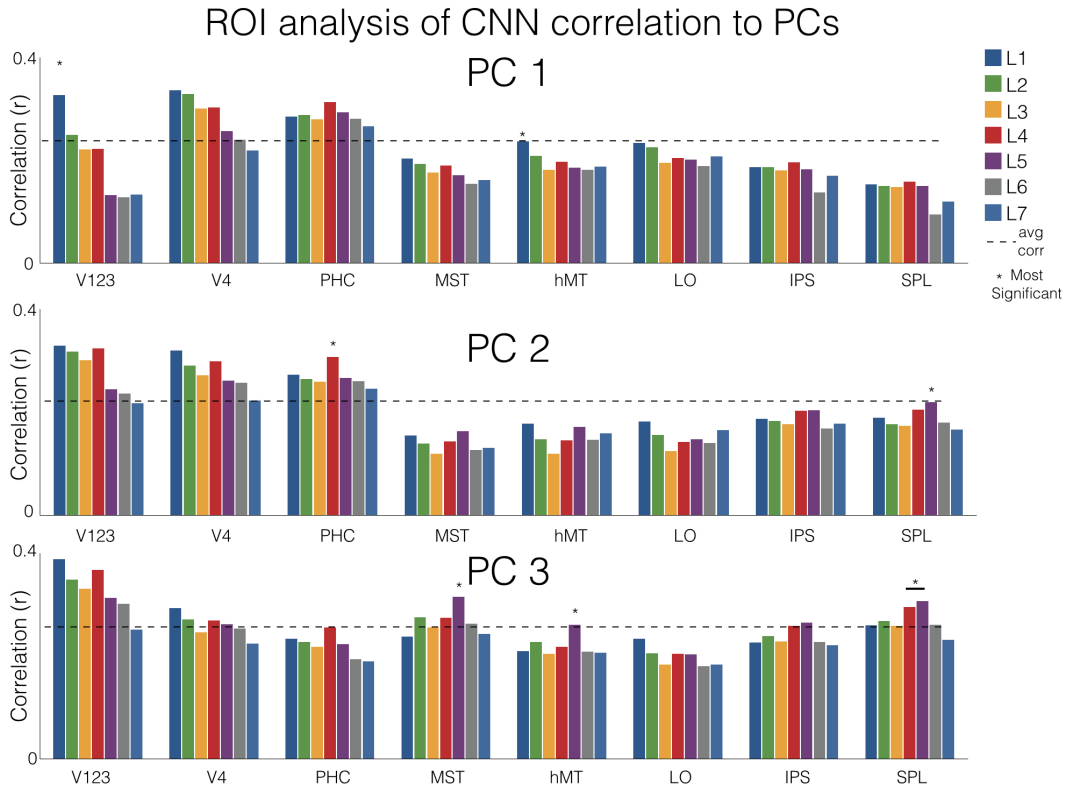 ROI analysis of CNN correlation to PCs
PC 1
Correlation (r)
0.4
0
*
*
V123 V4 PHC MST hMT LO IPS SPL
L1
L2
L3
L4
L5
L6
L7
avg
corr
* Most
Significant
PC 2
Correlation (r)
0.4
0
*
*
V123 V4 PHC MST hMT LO IPS SPL
PC 3
Correlation (r)
0.4
0
*
*
*
V123 V4 PHC MST hMT LO IPS SPL